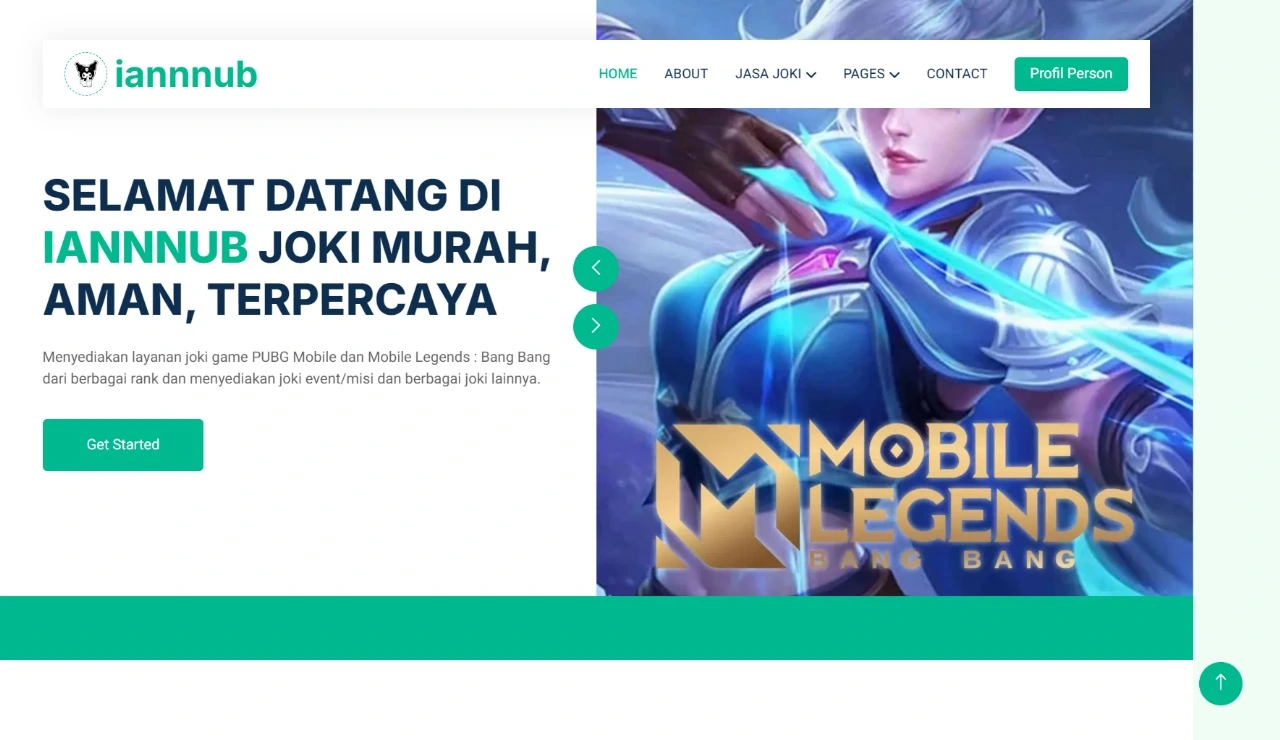 iannnub
HOME
ABOUT
JASA JOKI
PAGES
CONTACT
Profil Person
SELAMAT DATANG DI
IANNNUB JOKI MURAH,
AMAN, TERPERCAYA
Menyediakan layanan joki game PUBG Mobile dan Mobile Legends : Bang Bang
dari berbagai rank dan menyediakan joki event/misi dan berbagai joki lainnya.
Get Started
MOBILE
LEGENDS
BANG BANG